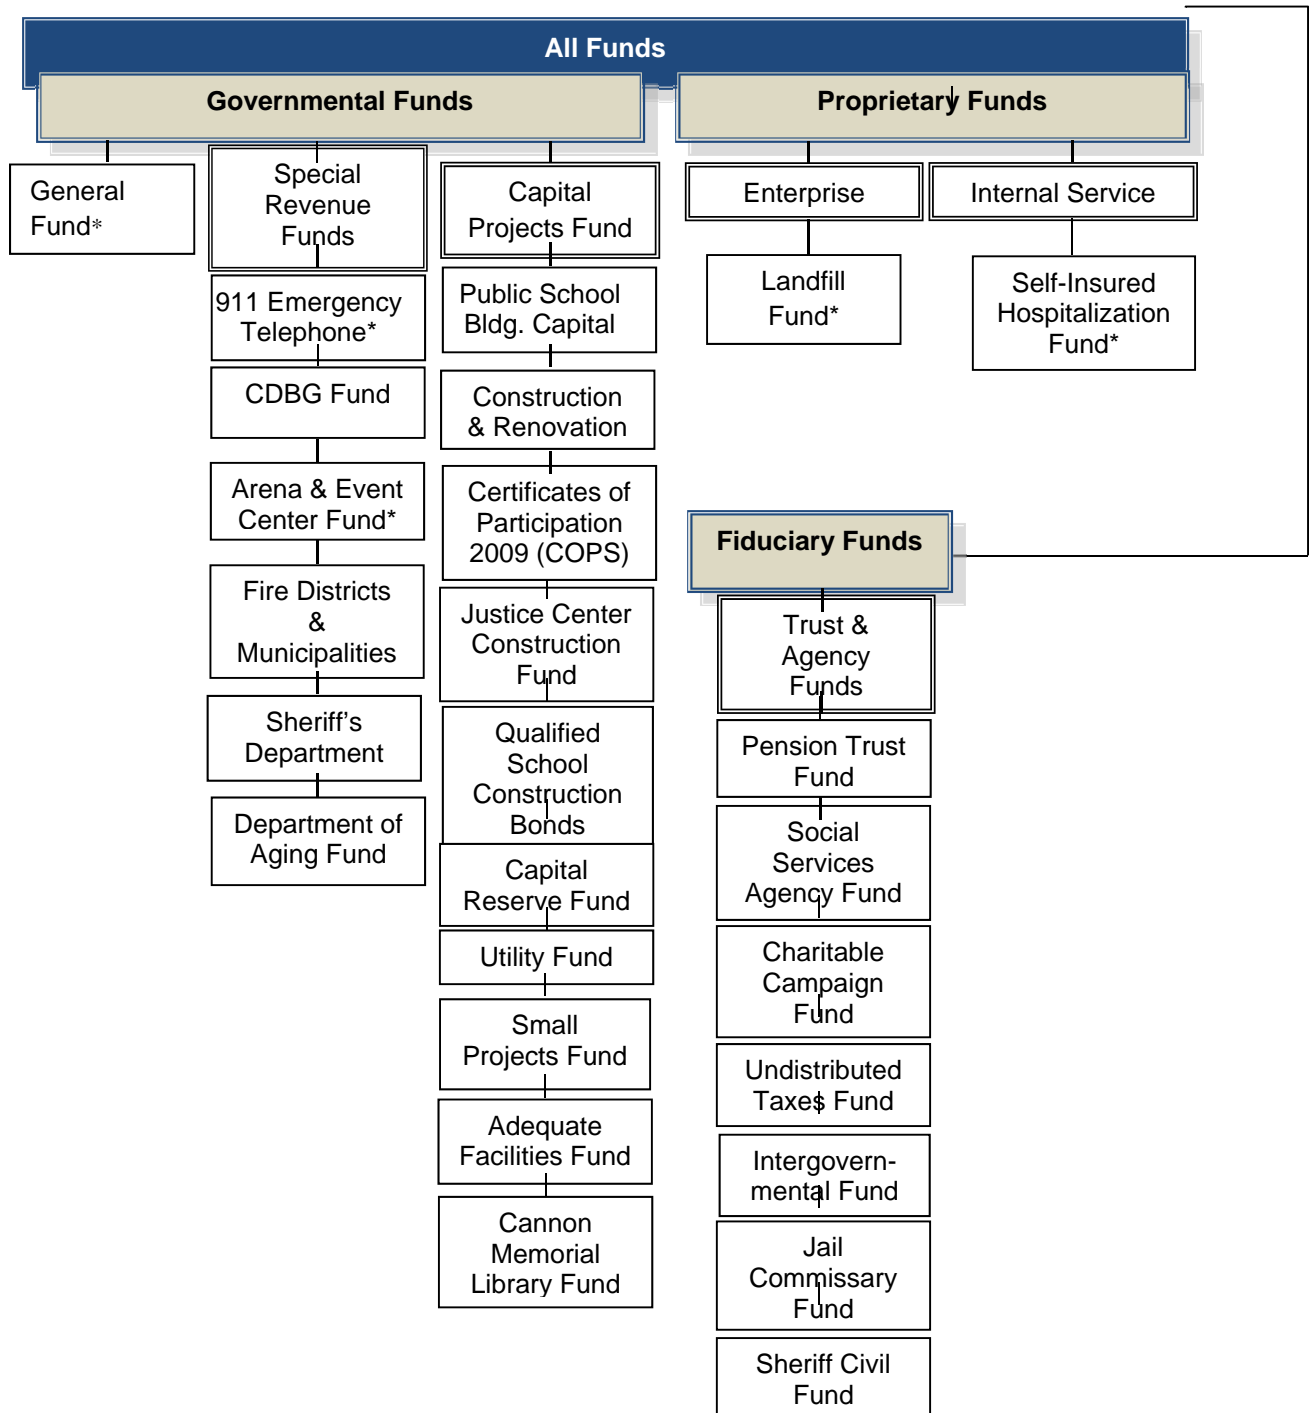 All Funds
Governmental Funds
Proprietary Funds
General
Fund*
Special
Revenue
Funds
911 Emergency
Telephone*
CDBG Fund
Arena & Event
Center Fund*
Fire Districts
&
Municipalities
Sheriff's
Department
Department of
Aging Fund
Capital
Projects Fund
Public School
Bldg. Capital
Construction
& Renovation
Certificates of
Participation
2009 (COPS)
Justice Center
Construction
Fund
Qualified
School
Construction
Bonds
Capital
Reserve Fund
Utility Fund
Small
Projects Fund
Adequate
Facilities Fund
Cannon
Memorial
Library Fund
Enterprise
Landfill
Fund*
Internal Service
Self-Insured
Hospitalization
Fund*
Fiduciary Funds
Trust &
Agency
Funds
Pension Trust
Fund
Social
Services
Agency Fund
Charitable
Campaign
Fund
Undistributed
Taxes Fund
Intergovern-
mental Fund
Jail
Commissary
Fund
Sheriff Civil
Fund